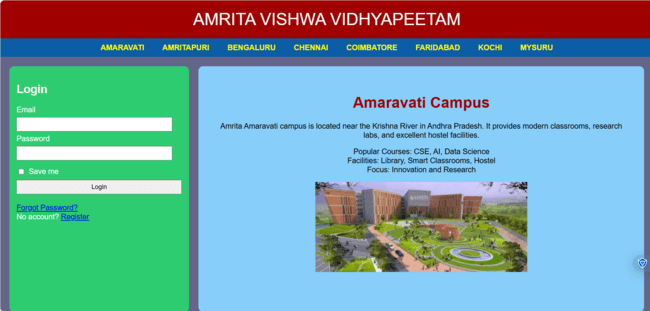 AMRITA VISHWA VIDHYAPEETAM
AMARAVATI AMRITAPURI BENGALURU CHENNAI COIMBATORE FARIDABAD KOCHI MYSURU
Login
Email
Password
Save me
Login
Forgot Password?
No account? Register
Amaravati Campus
Amrita Amaravati campus is located near the Krishna River in Andhra Pradesh. It provides modern classrooms, research
labs, and excellent hostel facilities.
Popular Courses: CSE, AI, Data Science
Facilities: Library, Smart Classrooms, Hostel
Focus: Innovation and Research